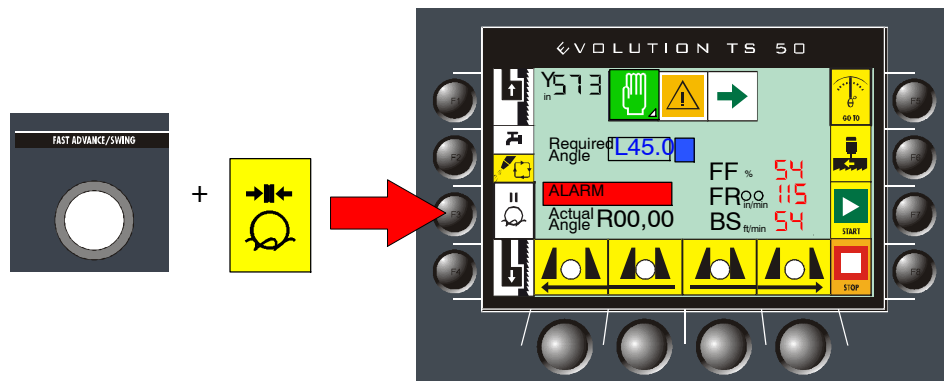 EVOLUTION TS 50
FAST ADVANCE/SWING
+
F1
F2
F3
F4
Y573
in
Required
Angle
L45.0
ALARM
Actual
Angle
R00,00
FF % 54
FR in/min 115
BS ft/min 54
θ°
GO TO
START
STOP
F5
F6
F7
F8